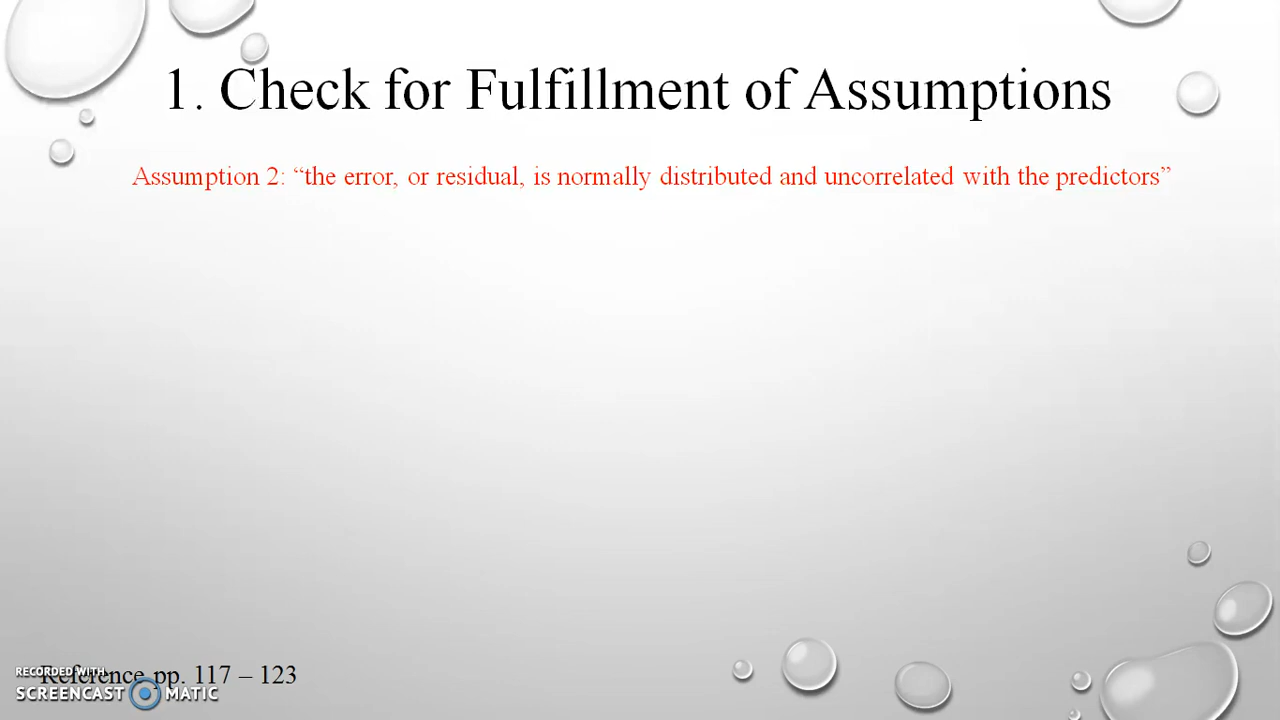 1. Check for Fulfillment of Assumptions
Assumption 2: “the error, or residual, is normally distributed and uncorrelated with the predictors”
RECORDED WITH
Reference pp. 117 – 123
SCREENCAST MATIC